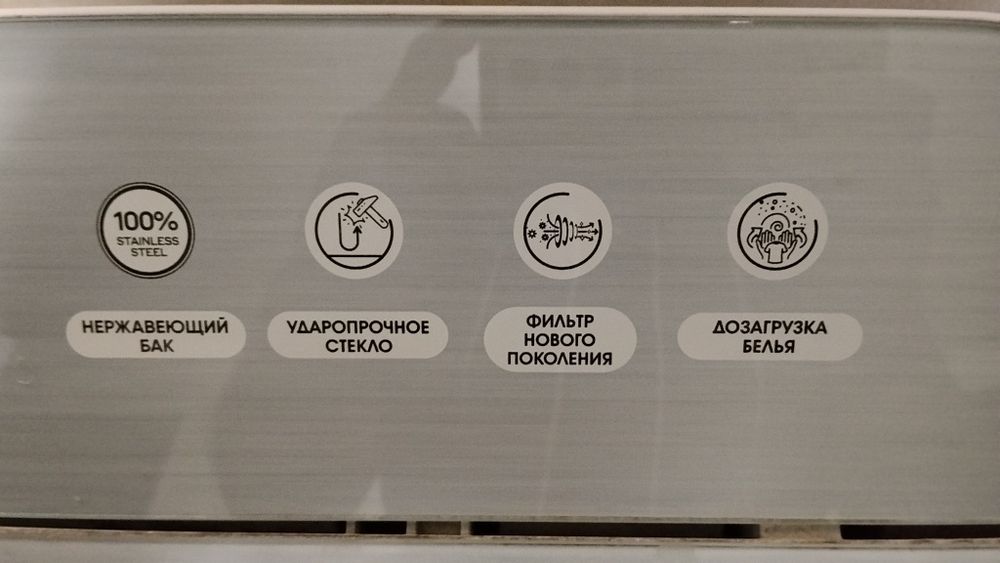 100%
STAINLESS
STEEL
НЕРЖАВЕЮЩИЙ
БАК
УДАРОПРОЧНОЕ
СТЕКЛО
ФИЛЬТР
НОВОГО
ПОКОЛЕНИЯ
ДОЗАГРУЗКА
БЕЛЬЯ